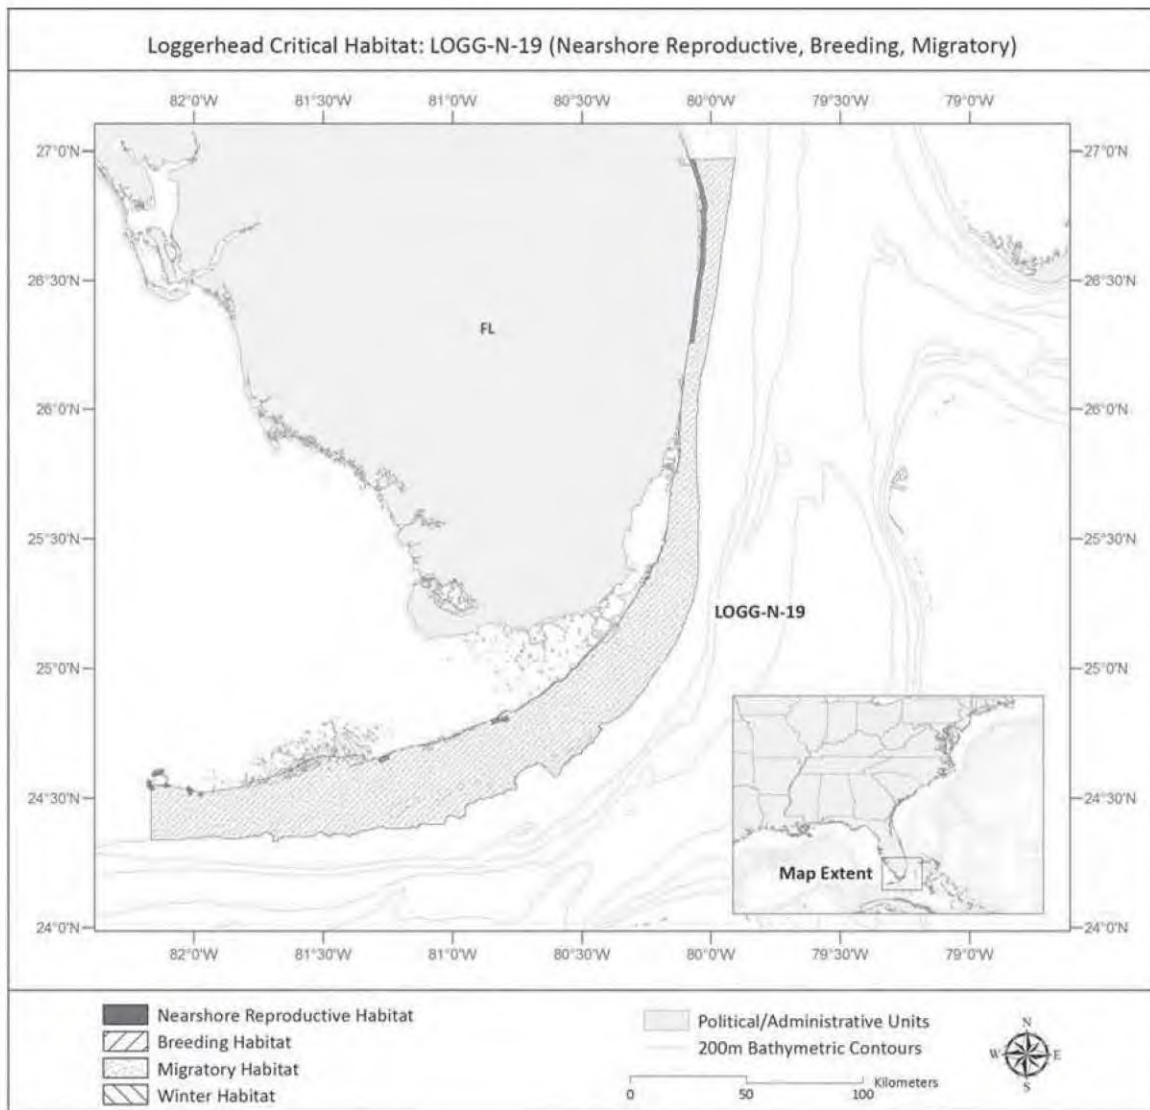 Loggerhead Critical Habitat: LOGG-N-19 (Nearshore Reproductive, Breeding, Migratory)
82°0'W 81°30'W 81°0'W 80°30'W 80°0'W 79°30'W 79°0'W
27°0'N 27°0'N
26°30'N 26°30'N
FL
26°0'N 26°0'N
25°30'N 25°30'N
LOGG-N-19
25°0'N 25°0'N
24°30'N 24°30'N
Map Extent
24°0'N 24°0'N
82°0'W 81°30'W 81°0'W 80°30'W 80°0'W 79°30'W 79°0'W
Nearshore Reproductive Habitat
Breeding Habitat
Migratory Habitat
Winter Habitat
Political/Administrative Units
200m Bathymetric Contours
Kilometers
0 50 100
N
W E
S